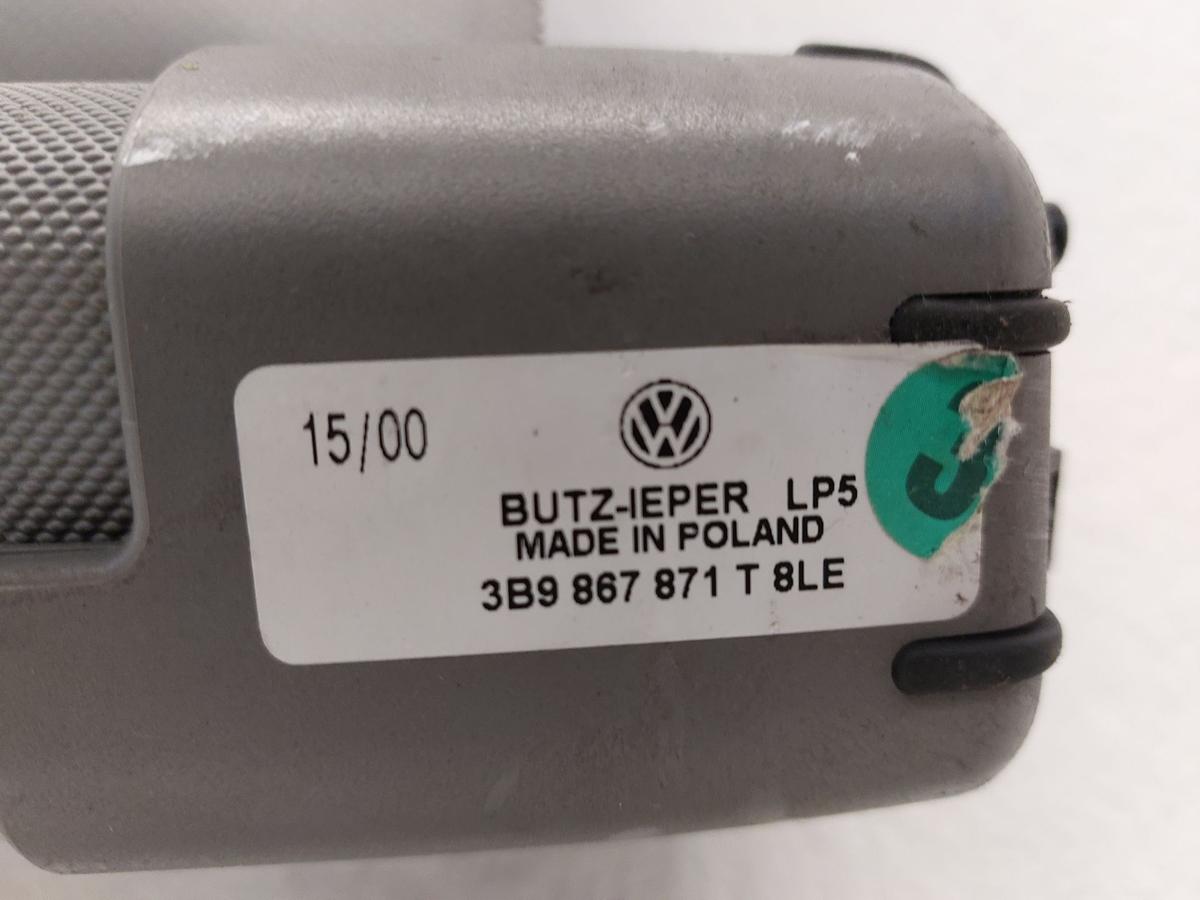 15/00
BUTZ-IEPER LP5
MADE IN POLAND
3B9 867 871 T 8LE